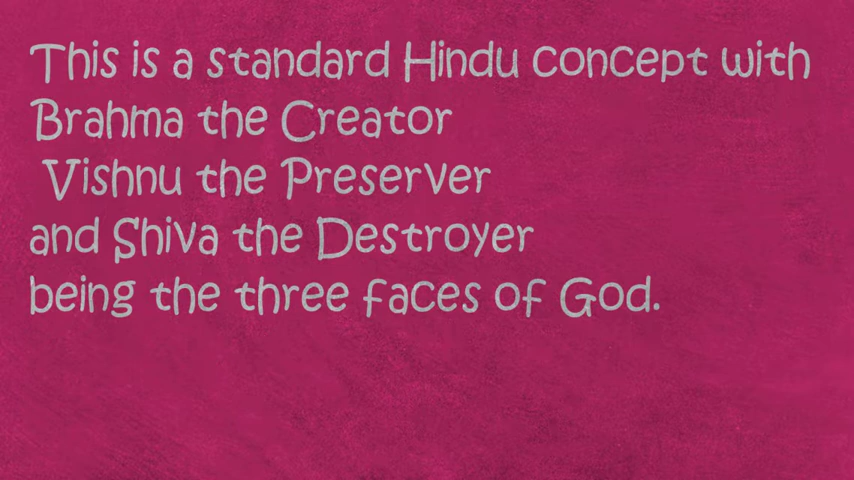 This is a standard Hindu concept with
Brahma the Creator
Vishnu the Preserver
and Shiva the Destroyer
being the three faces of God.